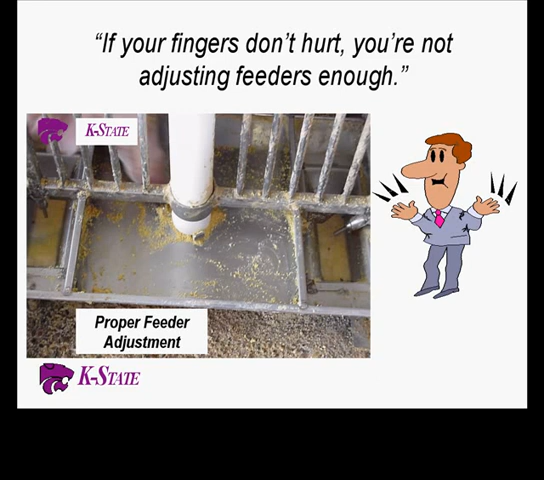 “If your fingers don’t hurt, you’re not
adjusting feeders enough.”
K-STATE
Proper Feeder
Adjustment
K-STATE